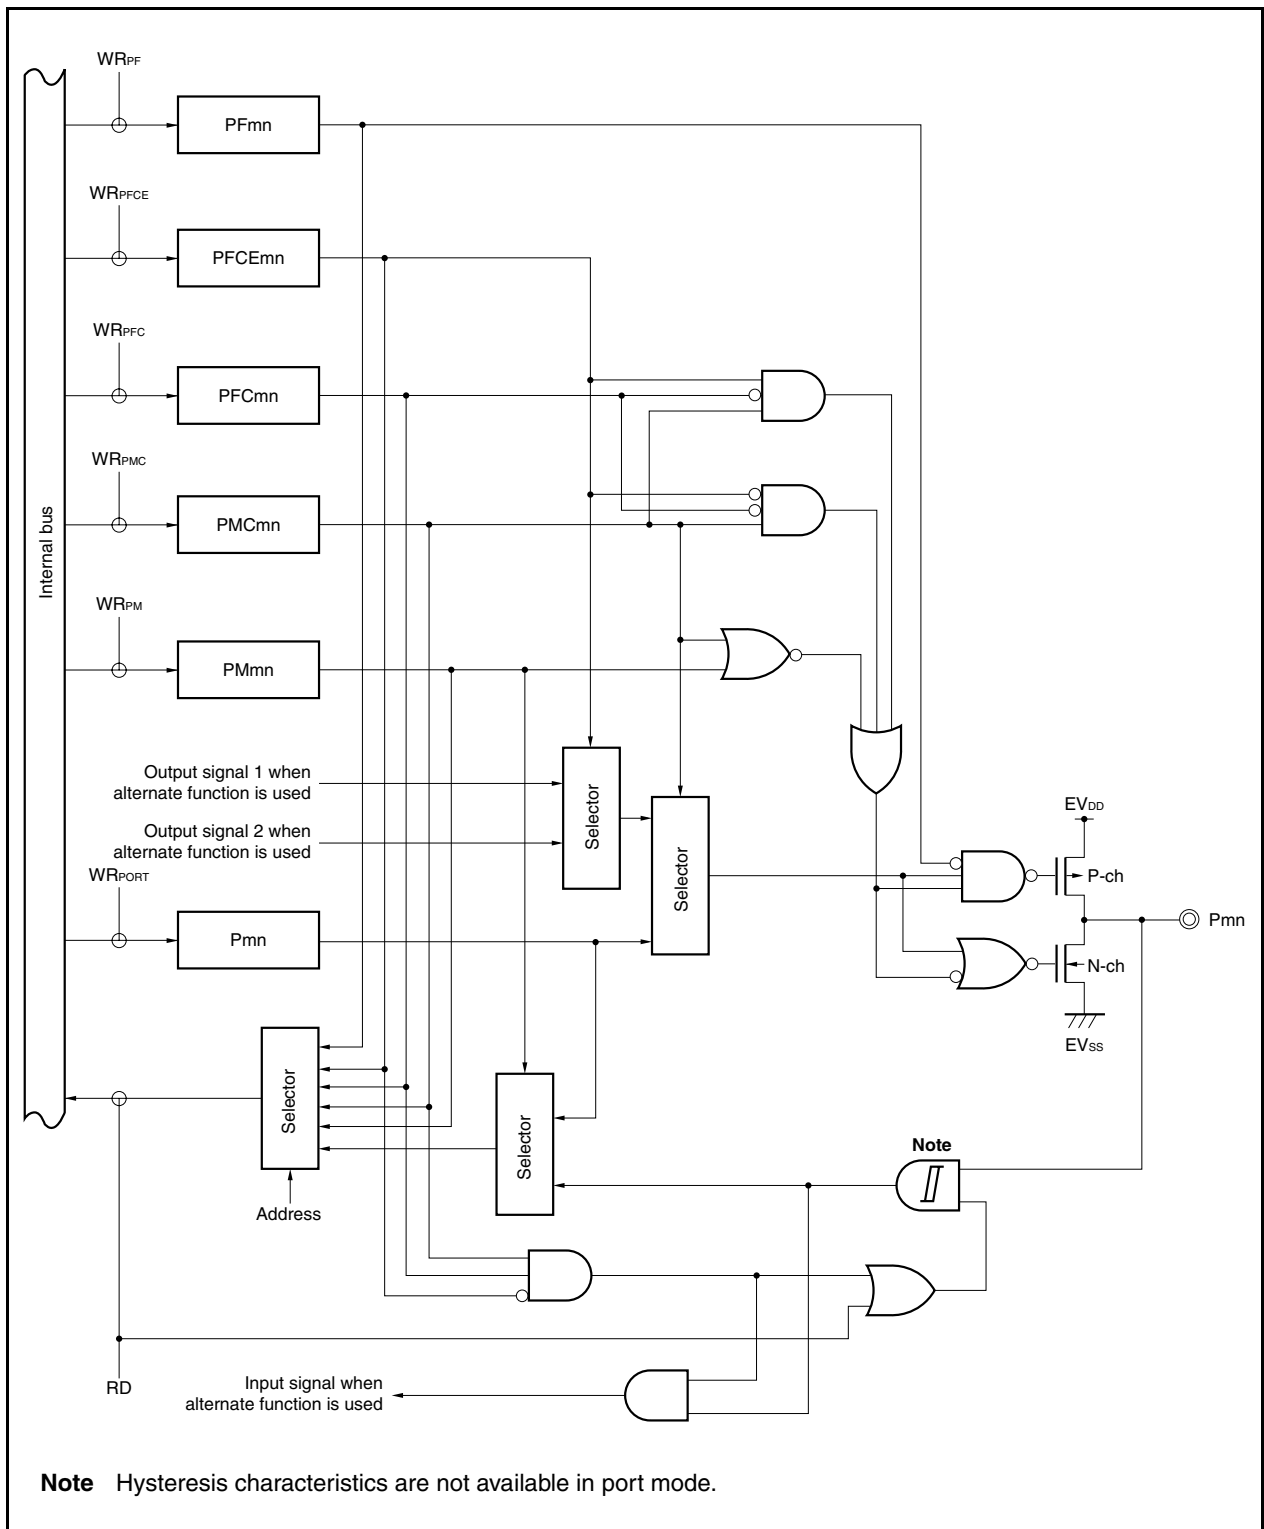 WRPF
PFmn
WRPFCE
PFCEmn
WRPFC
PFCmn
WRPMC
PMCmn
Internal bus
WRPM
PMmn
Output signal 1 when
alternate function is used
Output signal 2 when
alternate function is used
Selector
Selector
WRPORT
Pmn
EVDD
P-ch
Pmn
N-ch
EVSS
Selector
Selector
Address
Note
RD
Input signal when
alternate function is used
Note Hysteresis characteristics are not available in port mode.